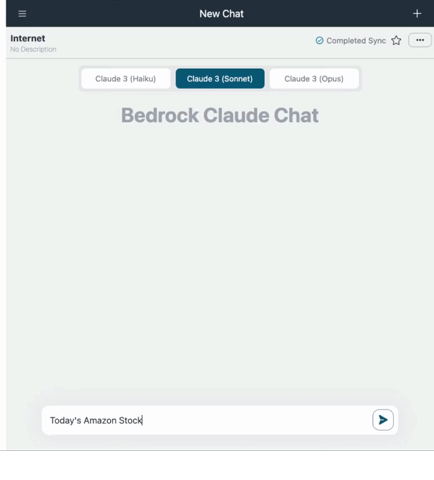 New Chat
Internet
No Description
Completed Sync
Claude 3 (Haiku)
Claude 3 (Sonnet)
Claude 3 (Opus)
Bedrock Claude Chat
Today's Amazon Stock